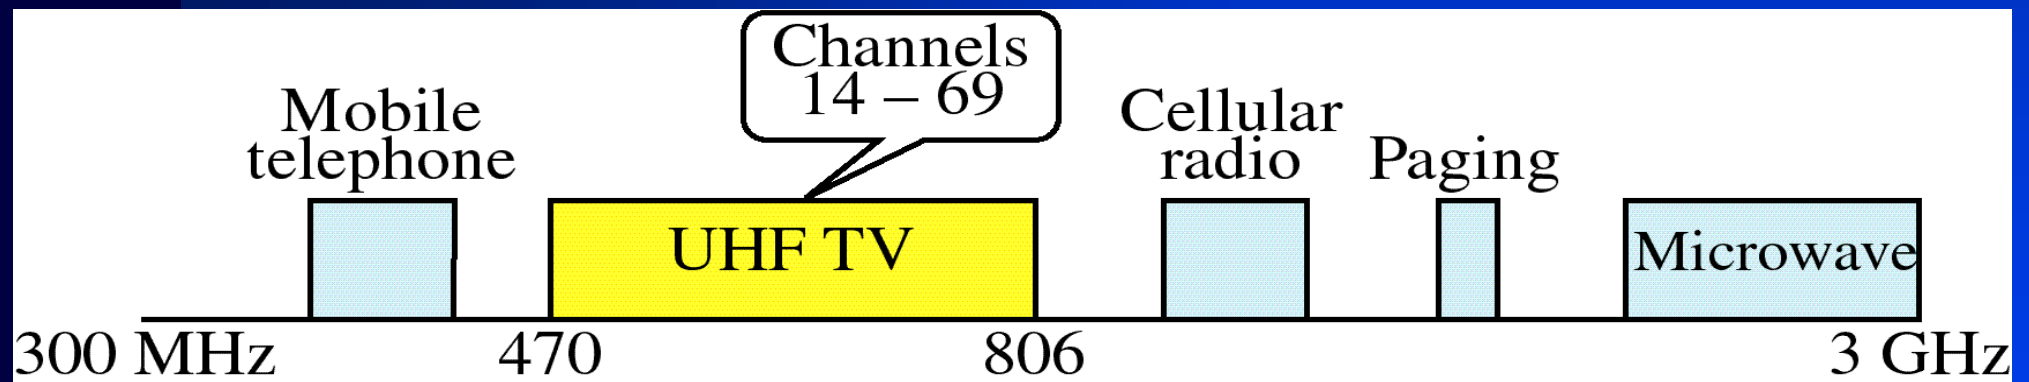 Channels
14 – 69
Mobile
telephone
Cellular
radio
Paging
UHF TV
Microwave
300 MHz
470
806
3 GHz